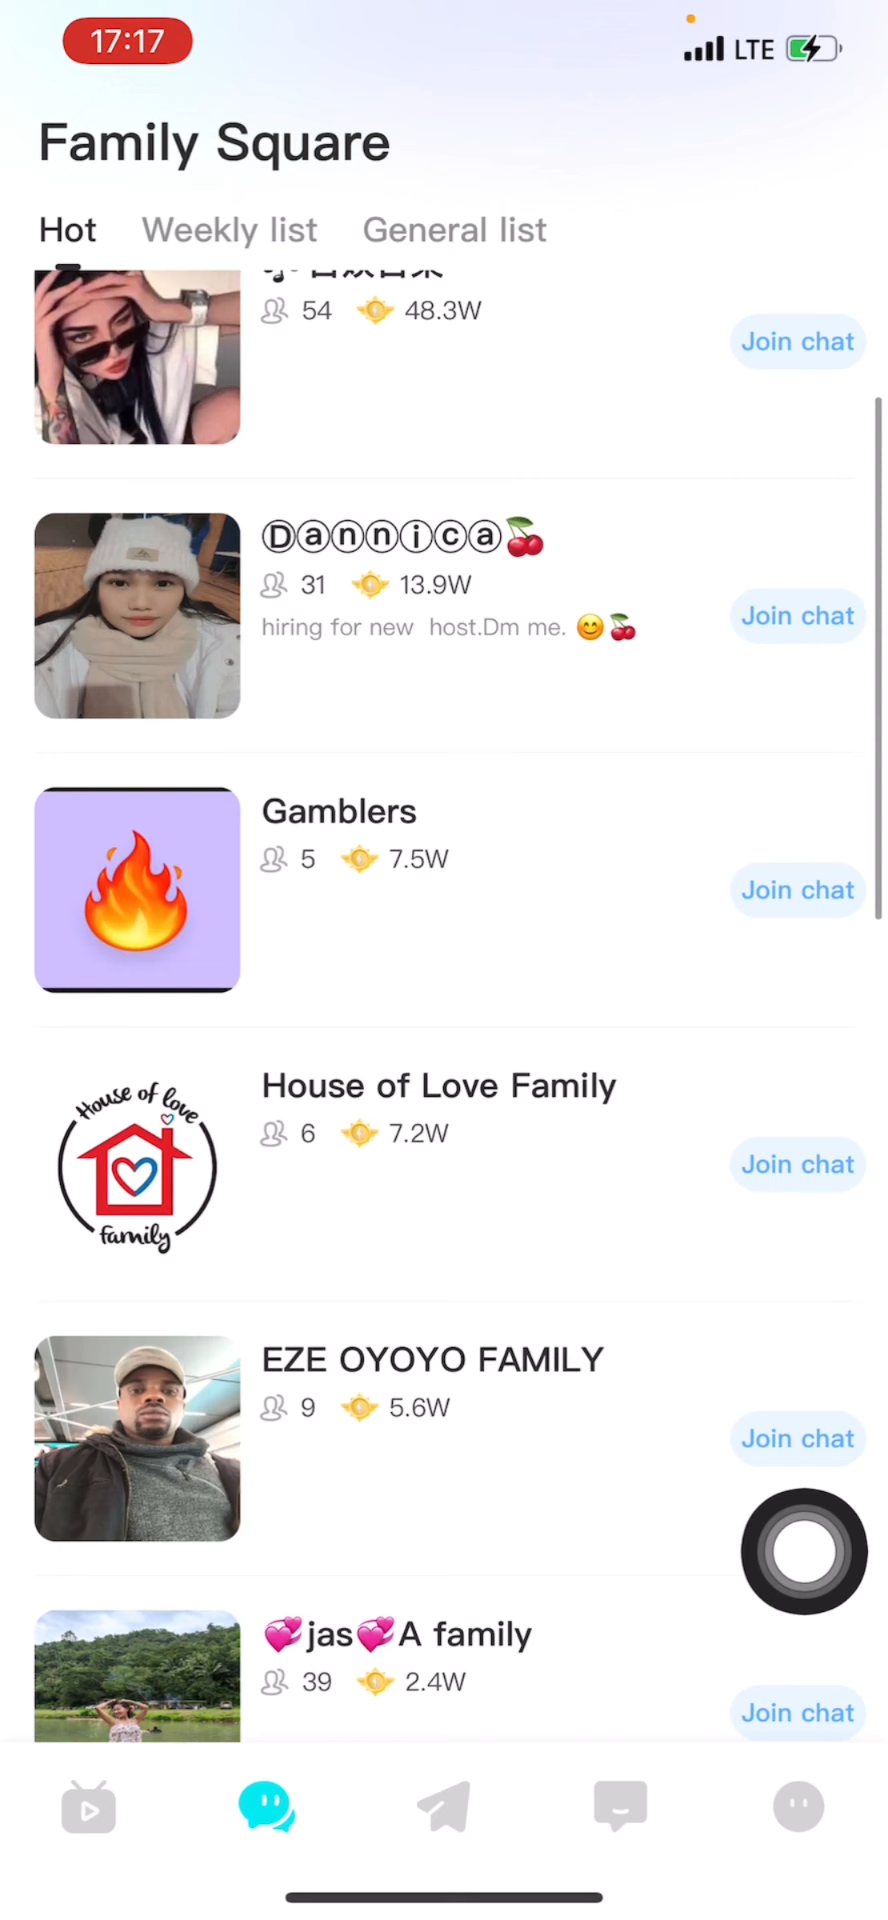 17:17
LTE
Family Square
Hot Weekly list General list
54 48.3W
Join chat
Ⓓⓐⓝⓝⓘⓒⓐ🍒
31 13.9W
hiring for new host.Dm me. 😊🍒
Join chat
Gamblers
5 7.5W
Join chat
House of love
family
House of Love Family
6 7.2W
Join chat
EZE OYOYO FAMILY
9 5.6W
Join chat
💞jas💞A family
39 2.4W
Join chat